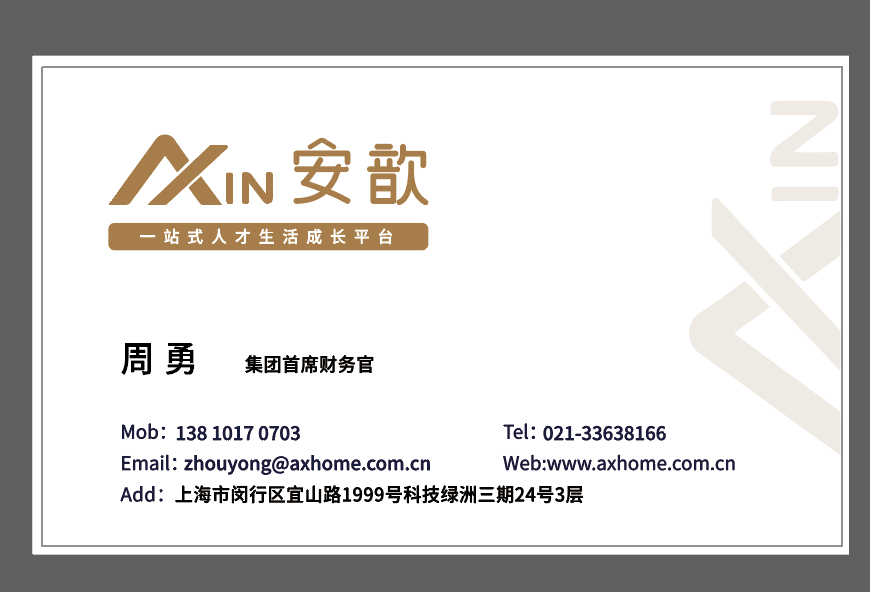 AXIN 安歆
一站式人才生活成长平台
周勇 集团首席财务官
Mob: 138 1017 0703 Tel: 021-33638166
Email: zhouyong@axhome.com.cn Web:www.axhome.com.cn
Add: 上海市闵行区宜山路1999号科技绿洲三期24号3层
AXIN